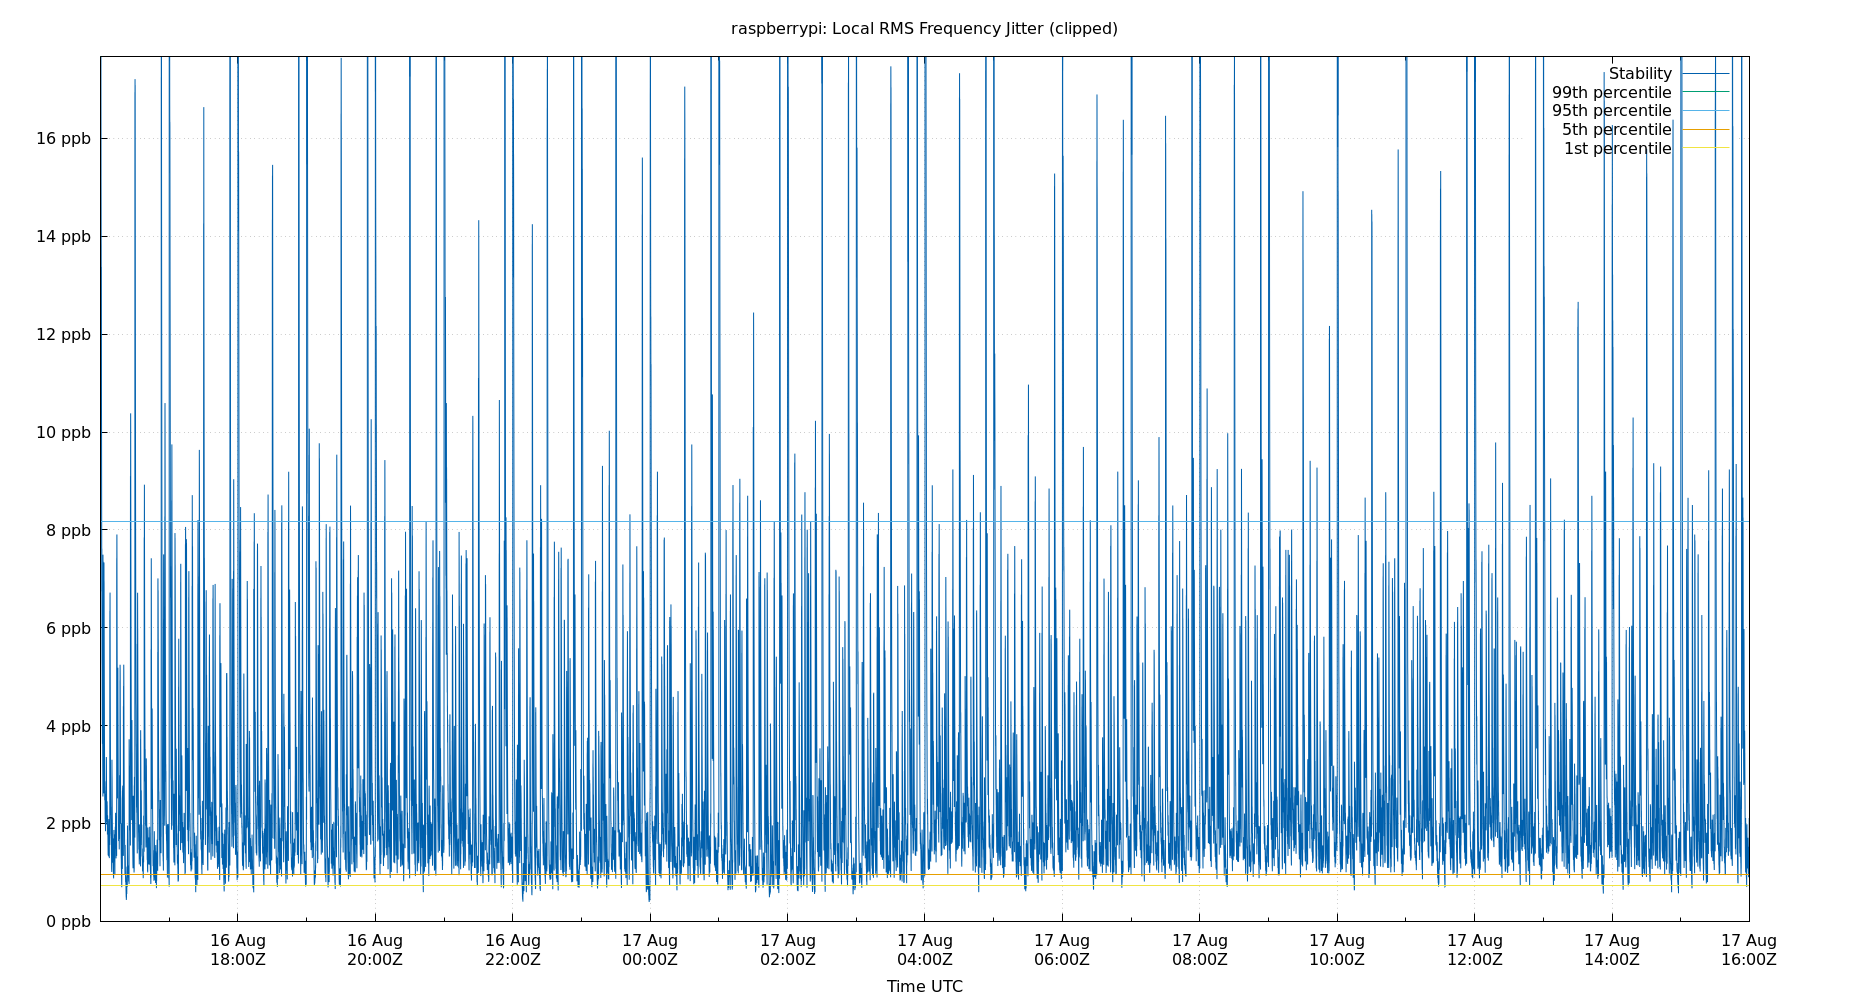 raspberrypi: Local RMS Frequency Jitter (clipped)
Stability
99th percentile
95th percentile
5th percentile
1st percentile
16 ppb
14 ppb
12 ppb
10 ppb
8 ppb
6 ppb
4 ppb
2 ppb
0 ppb
16 Aug 16 Aug 16 Aug 17 Aug 17 Aug 17 Aug 17 Aug 17 Aug 17 Aug 17 Aug 17 Aug 17 Aug
18:00Z 20:00Z 22:00Z 00:00Z 02:00Z 04:00Z 06:00Z 08:00Z 10:00Z 12:00Z 14:00Z 16:00Z
Time UTC